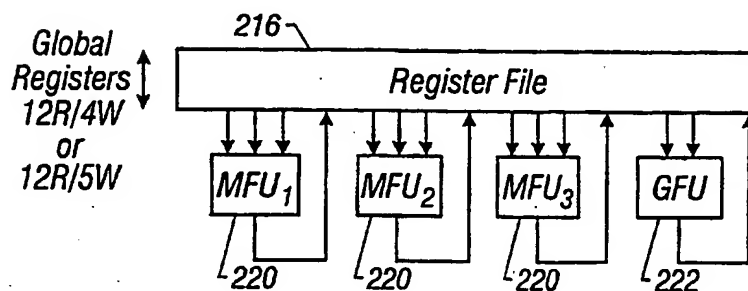 216
Global
Registers
12R/4W
or
12R/5W
Register File
MFU1
MFU2
MFU3
GFU
220
220
220
222